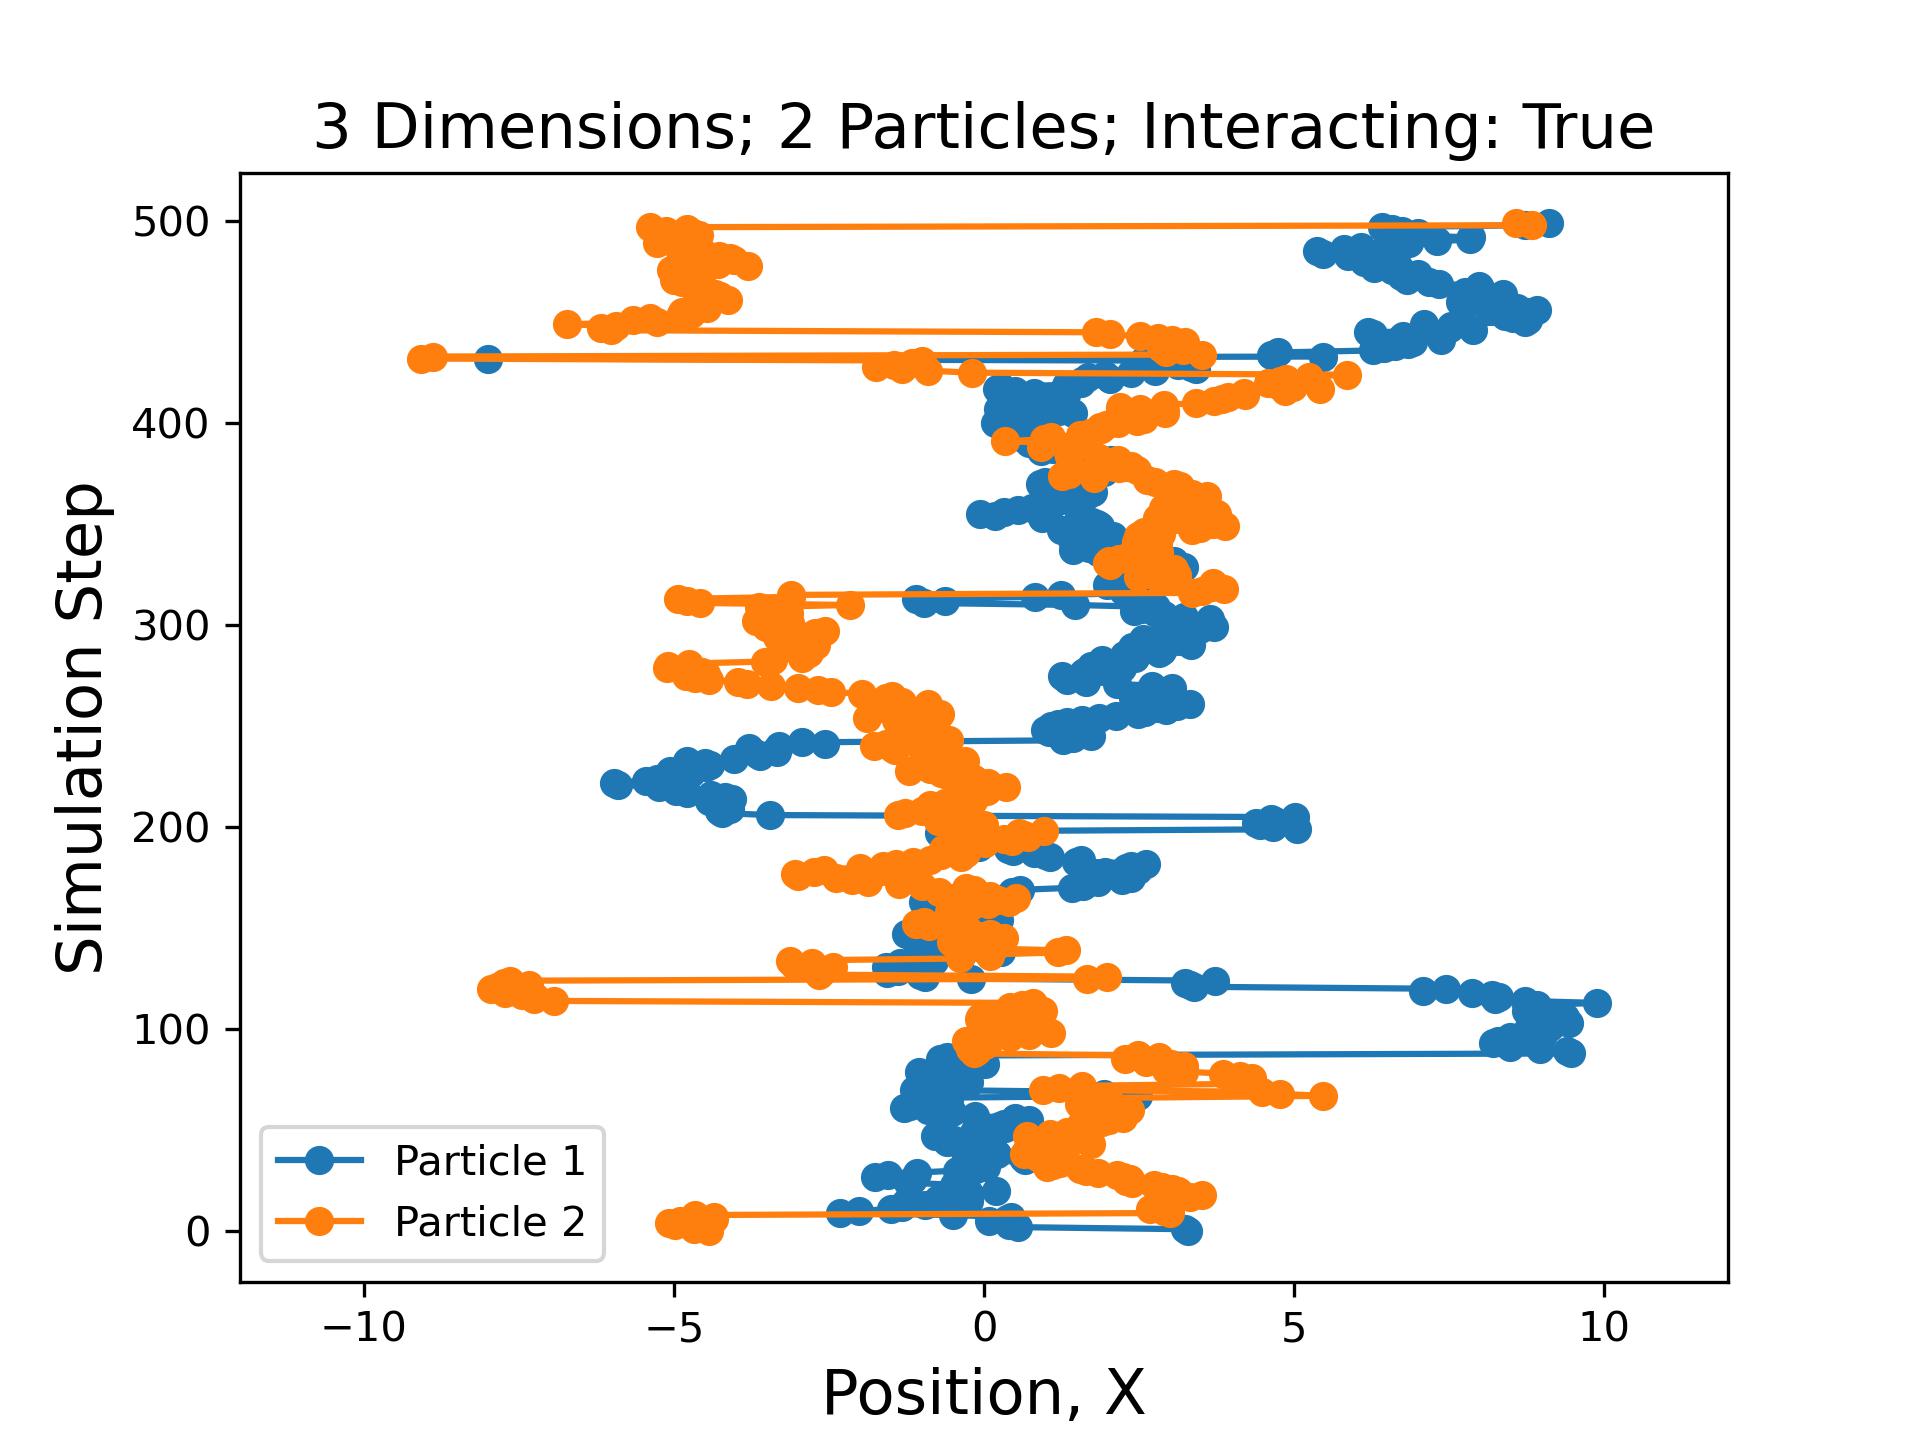 3 Dimensions; 2 Particles; Interacting: True
Simulation Step
500
400
300
200
100
0
Particle 1
Particle 2
−10
−5
0
5
10
Position, X